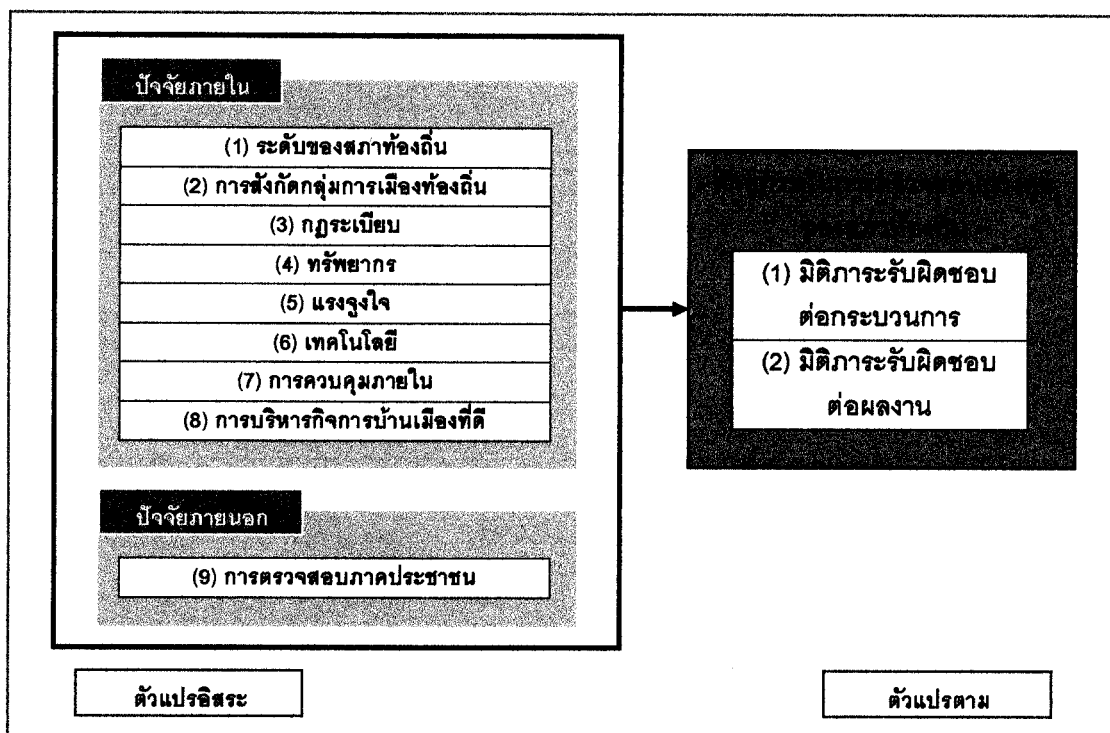 ปัจจัยภายใน
(1) ระดับของสภาท้องถิ่น
(2) การสังกัดกลุ่มการเมืองท้องถิ่น
(3) กฎระเบียบ
(4) ทรัพยากร
(5) แรงจูงใจ
(6) เทคโนโลยี
(7) การควบคุมภายใน
(8) การบริหารกิจการบ้านเมืองที่ดี
ปัจจัยภายนอก
(9) การตรวจสอบภาคประชาชน
ตัวแปรอิสระ
(1) มิติภาระรับผิดชอบ
ต่อกระบวนการ
(2) มิติภาระรับผิดชอบ
ต่อผลงาน
ตัวแปรตาม